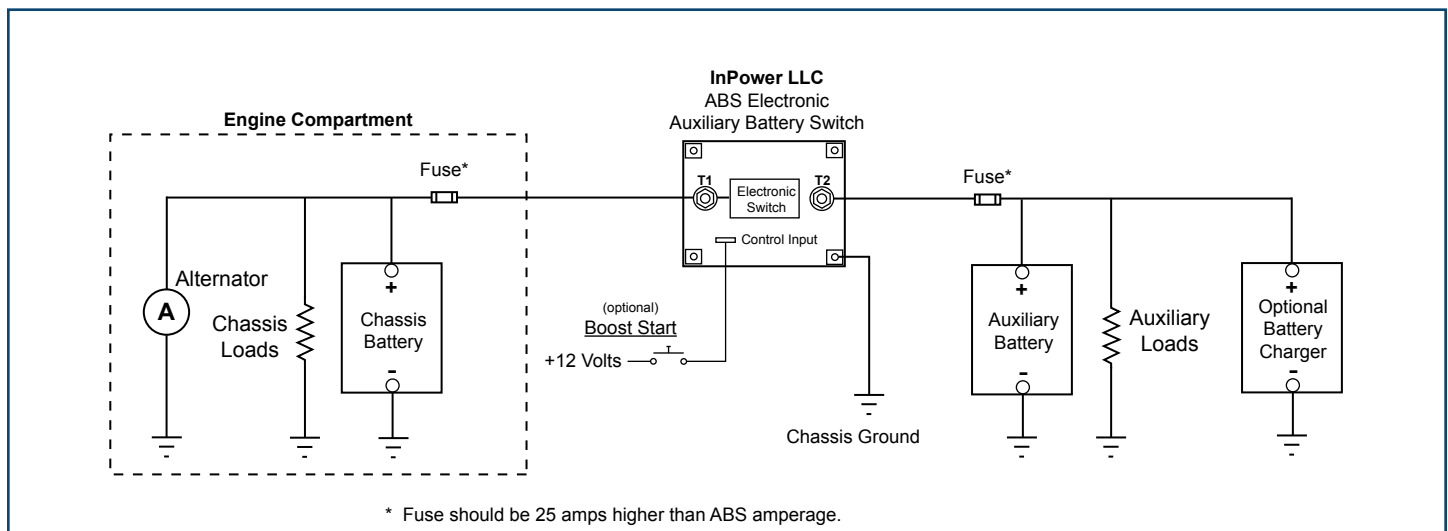 InPower LLC
ABS Electronic
Auxiliary Battery Switch
Engine Compartment
Fuse*
T1
Electronic
Switch
T2
Control Input
Fuse*
Alternator
A
Chassis
Loads
+
Chassis
Battery
-
(optional)
Boost Start
+12 Volts
Chassis Ground
+
Auxiliary
Battery
-
Auxiliary
Loads
+
Optional
Battery
Charger
-
* Fuse should be 25 amps higher than ABS amperage.